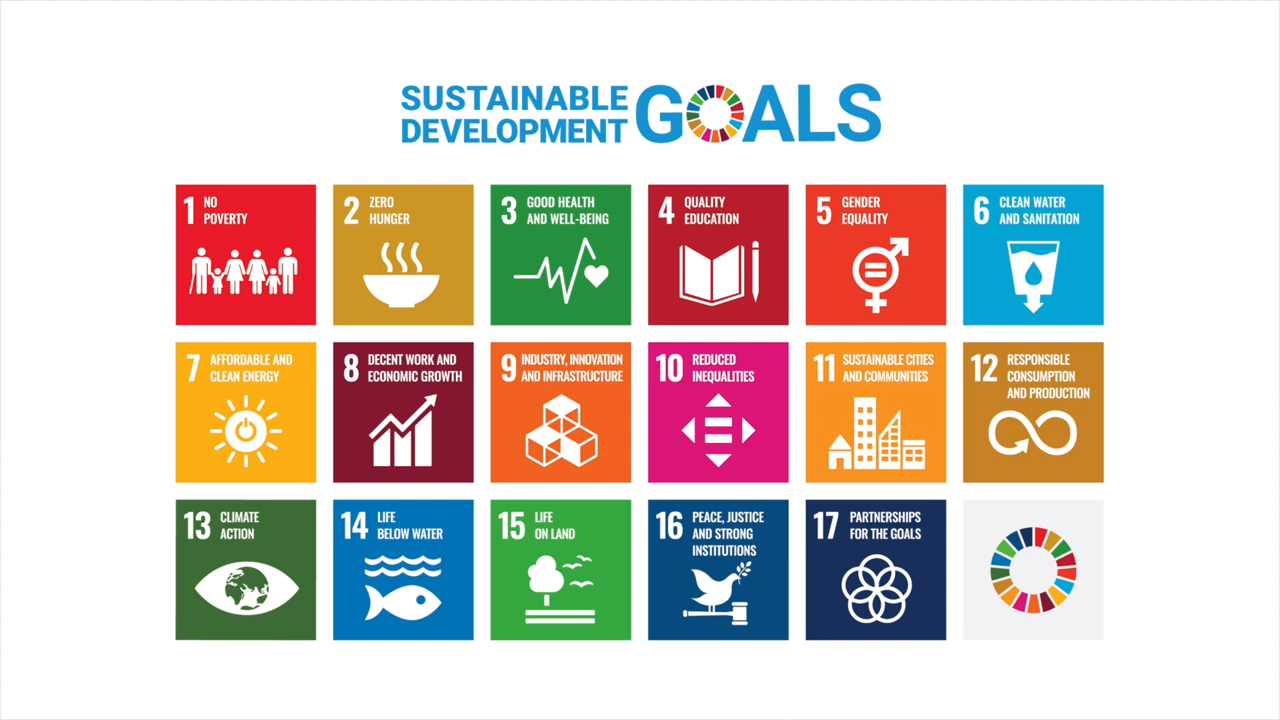 SUSTAINABLE
DEVELOPMENT
GOALS
1 NO
POVERTY
2 ZERO
HUNGER
3 GOOD HEALTH
AND WELL-BEING
4 QUALITY
EDUCATION
5 GENDER
EQUALITY
6 CLEAN WATER
AND SANITATION
7 AFFORDABLE AND
CLEAN ENERGY
8 DECENT WORK AND
ECONOMIC GROWTH
9 INDUSTRY, INNOVATION
AND INFRASTRUCTURE
10 REDUCED
INEQUALITIES
11 SUSTAINABLE CITIES
AND COMMUNITIES
12 RESPONSIBLE
CONSUMPTION
AND PRODUCTION
13 CLIMATE
ACTION
14 LIFE
BELOW WATER
15 LIFE
ON LAND
16 PEACE, JUSTICE
AND STRONG
INSTITUTIONS
17 PARTNERSHIPS
FOR THE GOALS